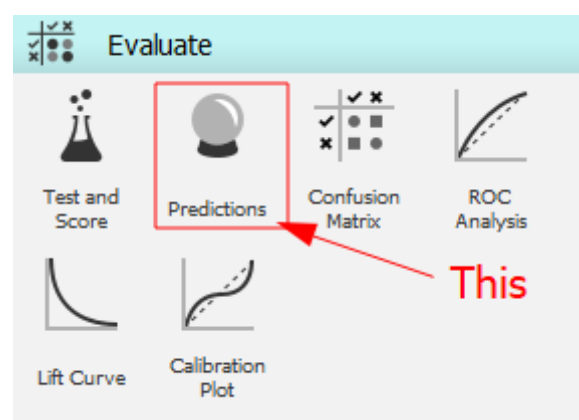 Evaluate
Test and
Score
Predictions
Confusion
Matrix
ROC
Analysis
This
Lift Curve
Calibration
Plot